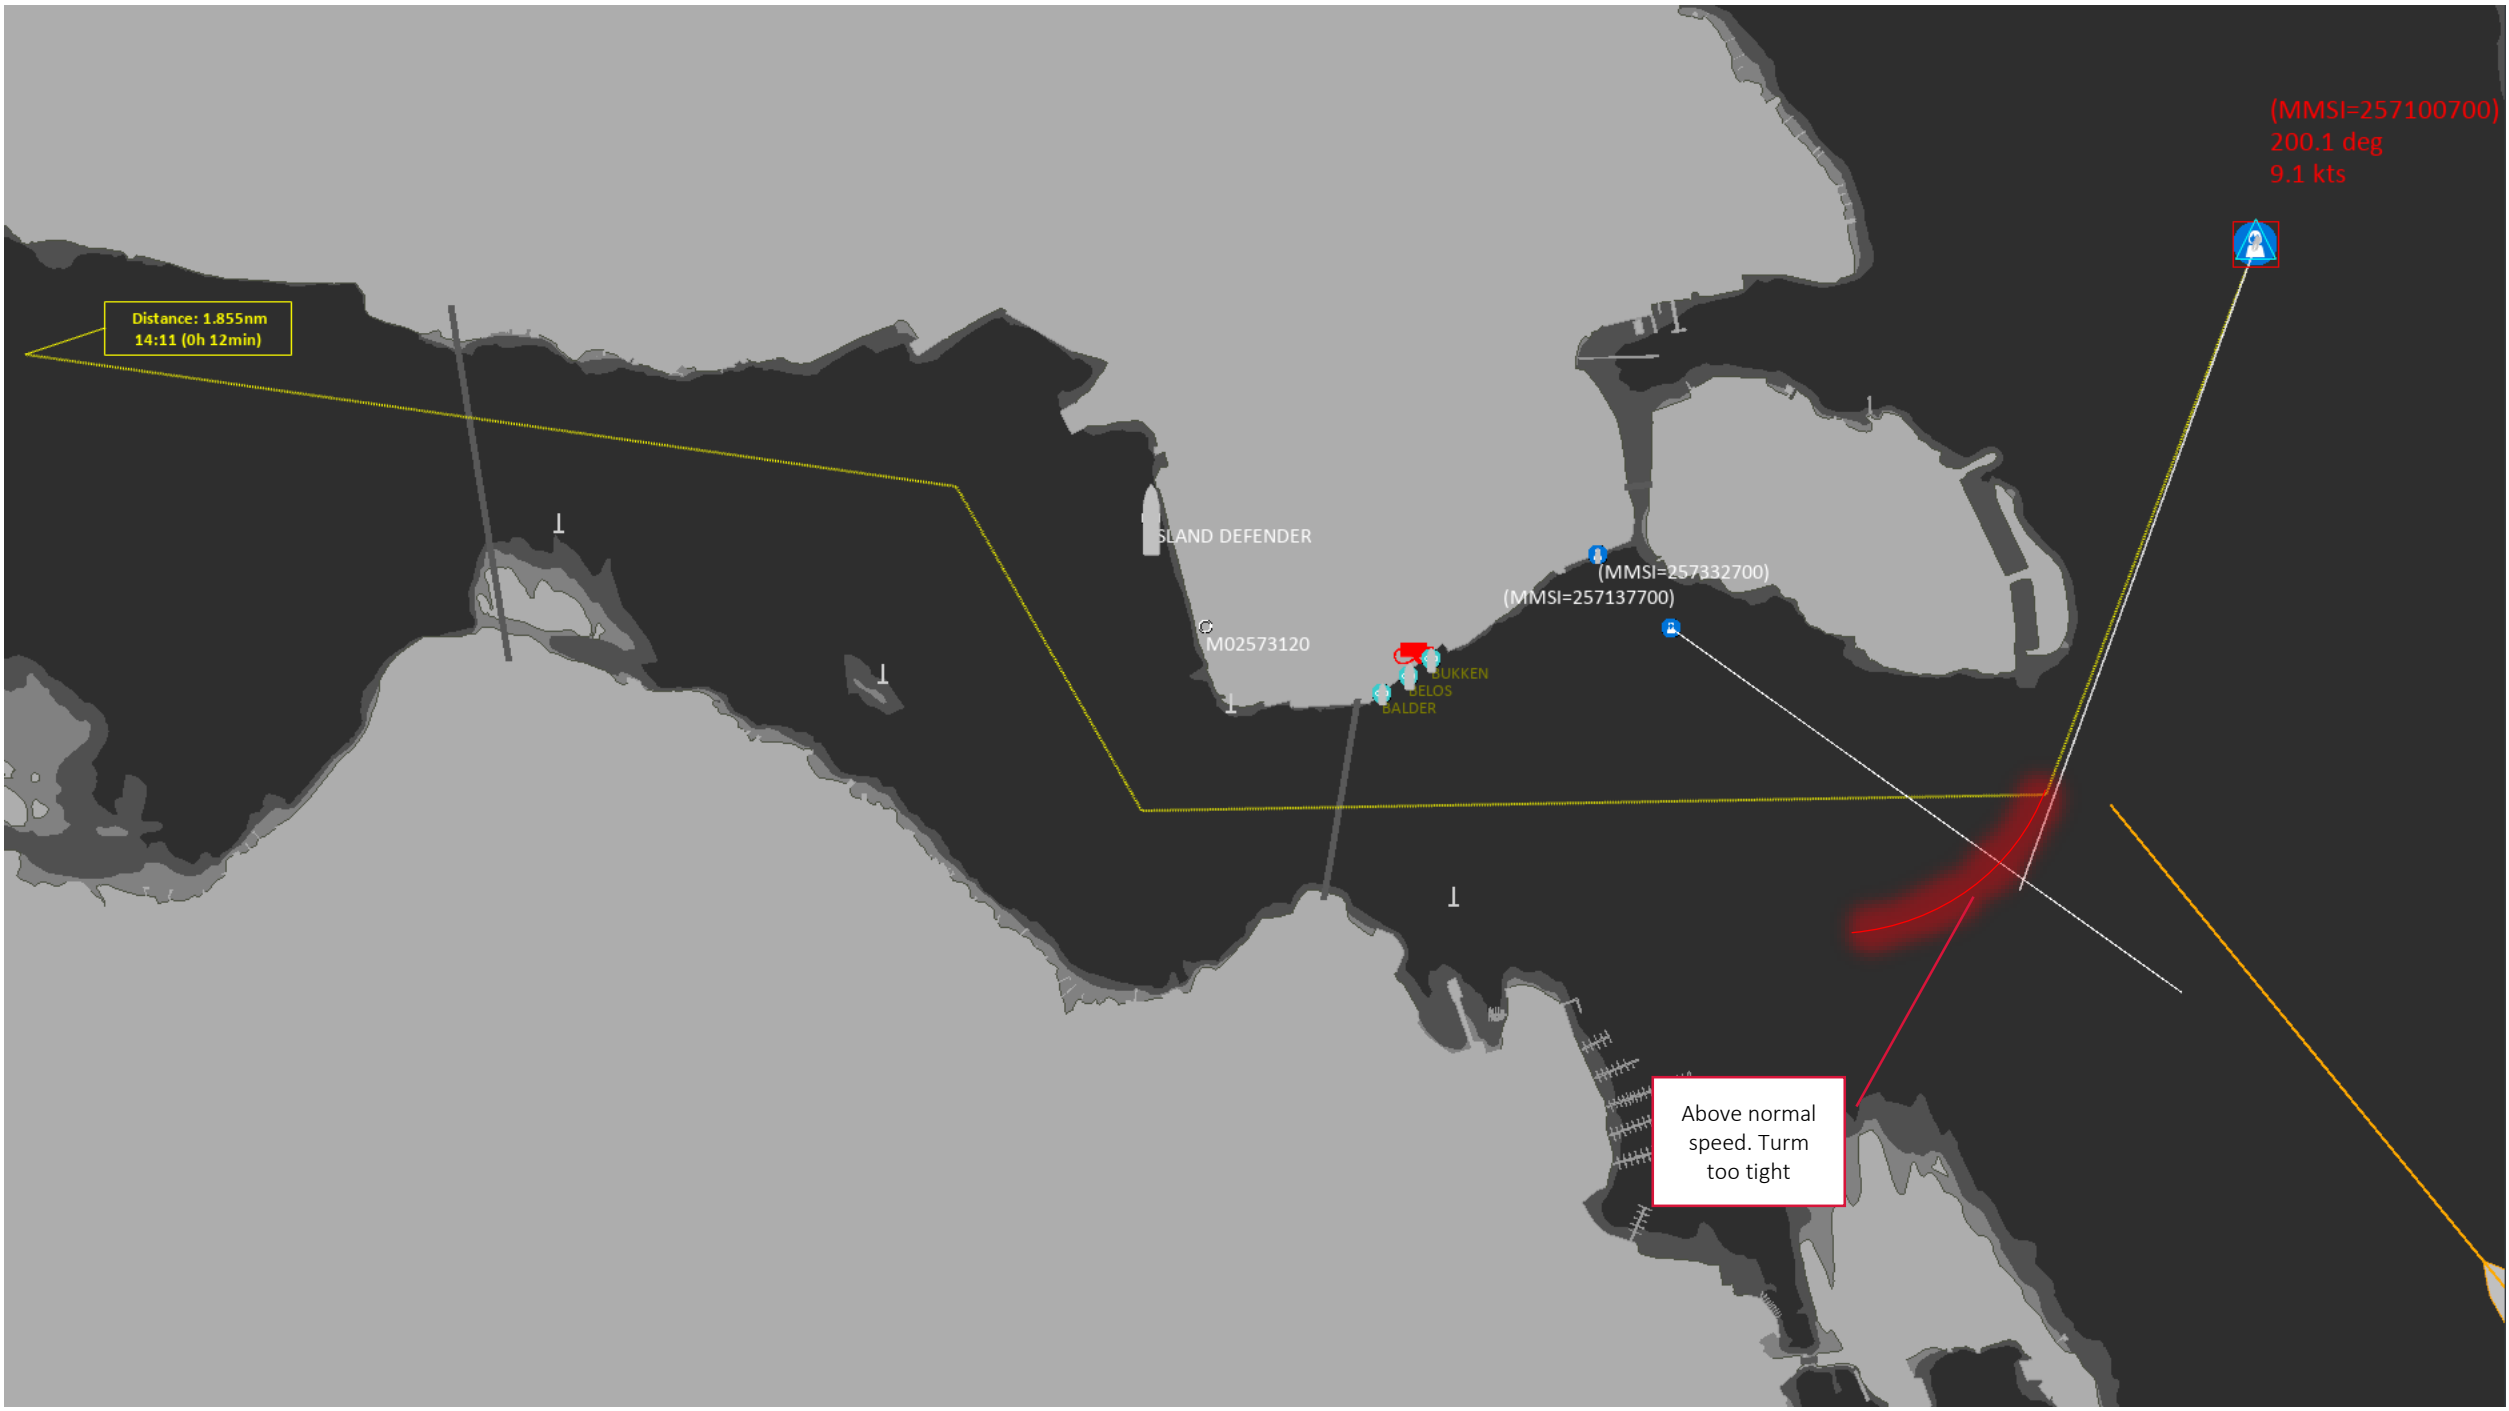 (MMSI=257100700)
200.1 deg
9.1 kts
Distance: 1.855nm
14:11 (0h 12min)
SLAND DEFENDER
(MMSI=257332700)
(MMSI=257137700)
M02573120
BUKKEN
BELOS
BALDER
Above normal
speed. Turm
too tight